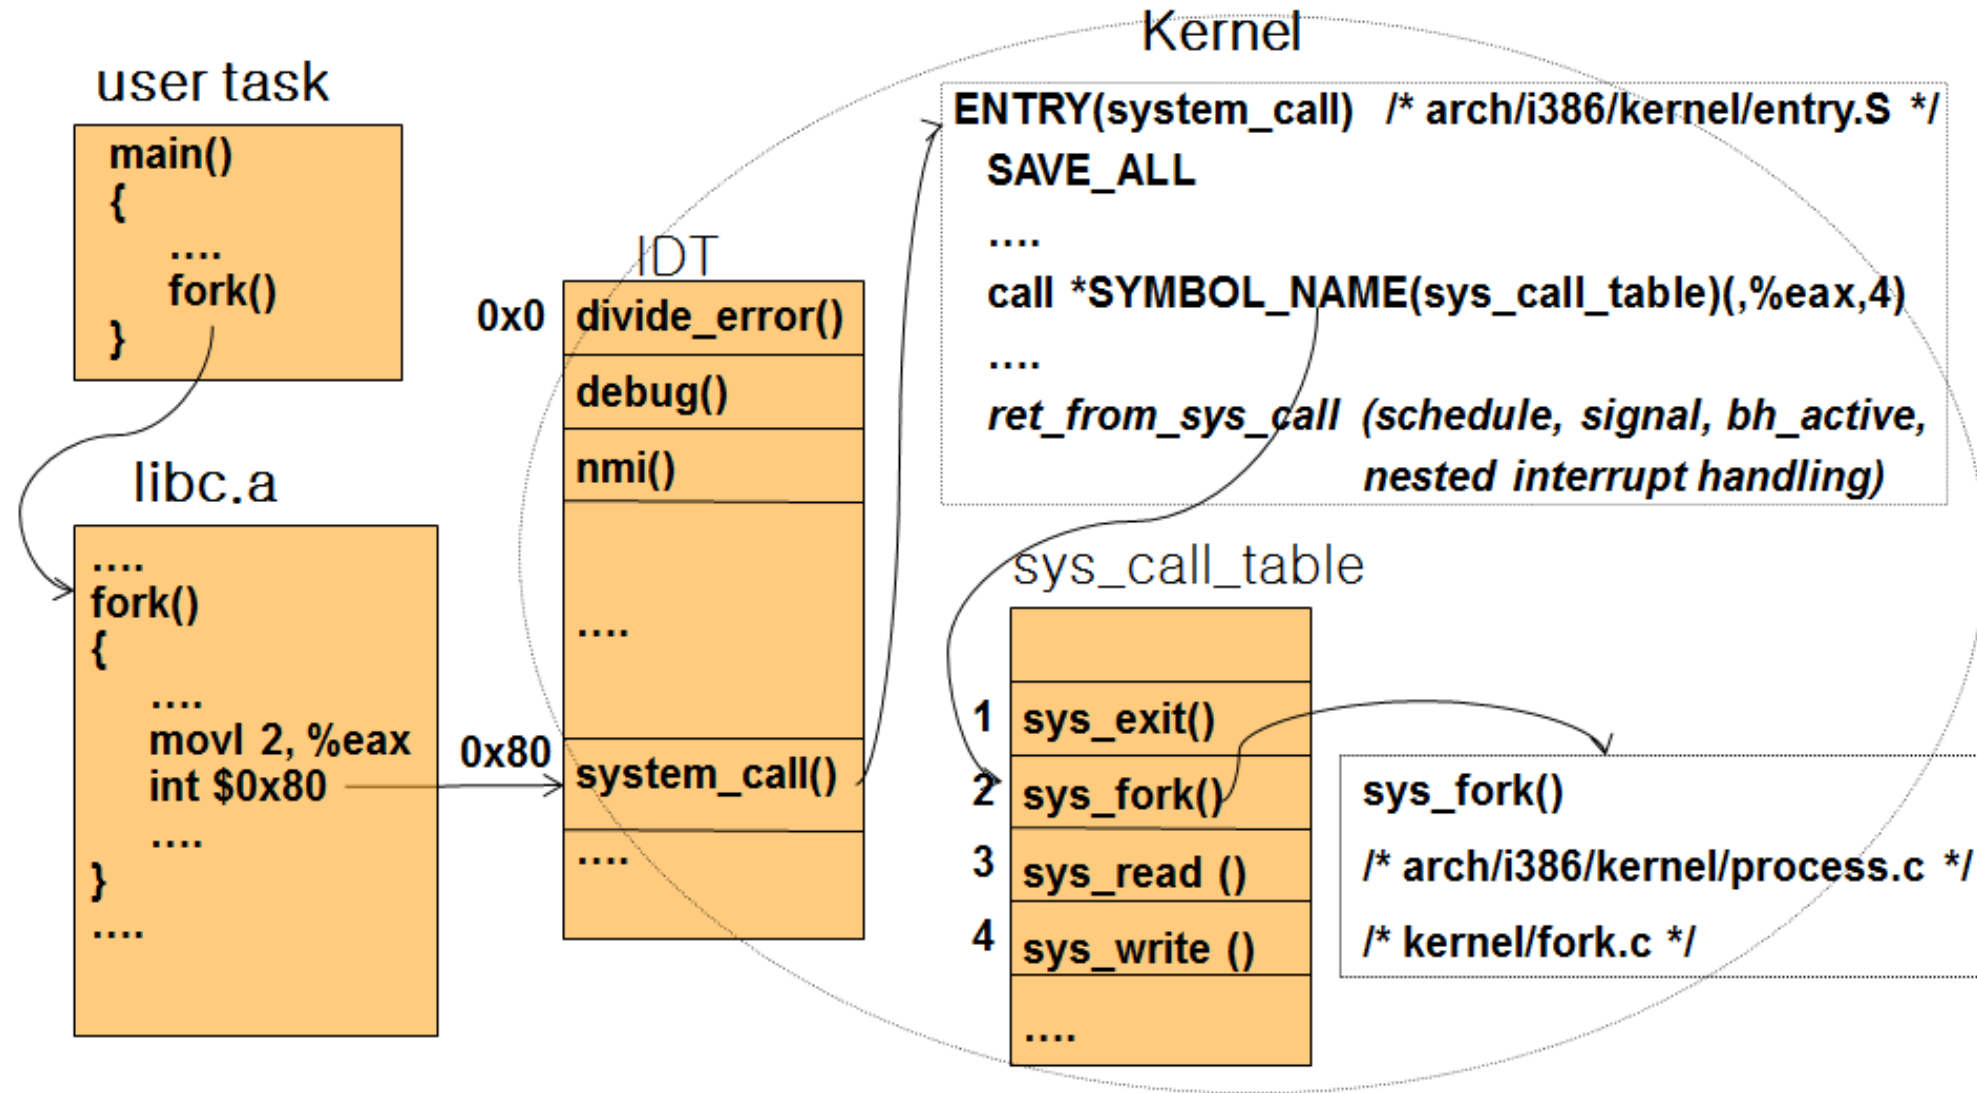 Kernel
user task
main()
{
....
fork()
}
libc.a
....
fork()
{
....
movl 2, %eax
int $0x80
....
}
....
IDT
0x0 divide_error()
debug()
nmi()
....
0x80 system_call()
....
ENTRY(system_call) /* arch/i386/kernel/entry.S */
SAVE_ALL
....
call *SYMBOL_NAME(sys_call_table)(,%eax,4)
....
ret_from_sys_call (schedule, signal, bh_active,
nested interrupt handling)
sys_call_table
1 sys_exit()
2 sys_fork()
3 sys_read ()
4 sys_write ()
....
sys_fork()
/* arch/i386/kernel/process.c */
/* kernel/fork.c */